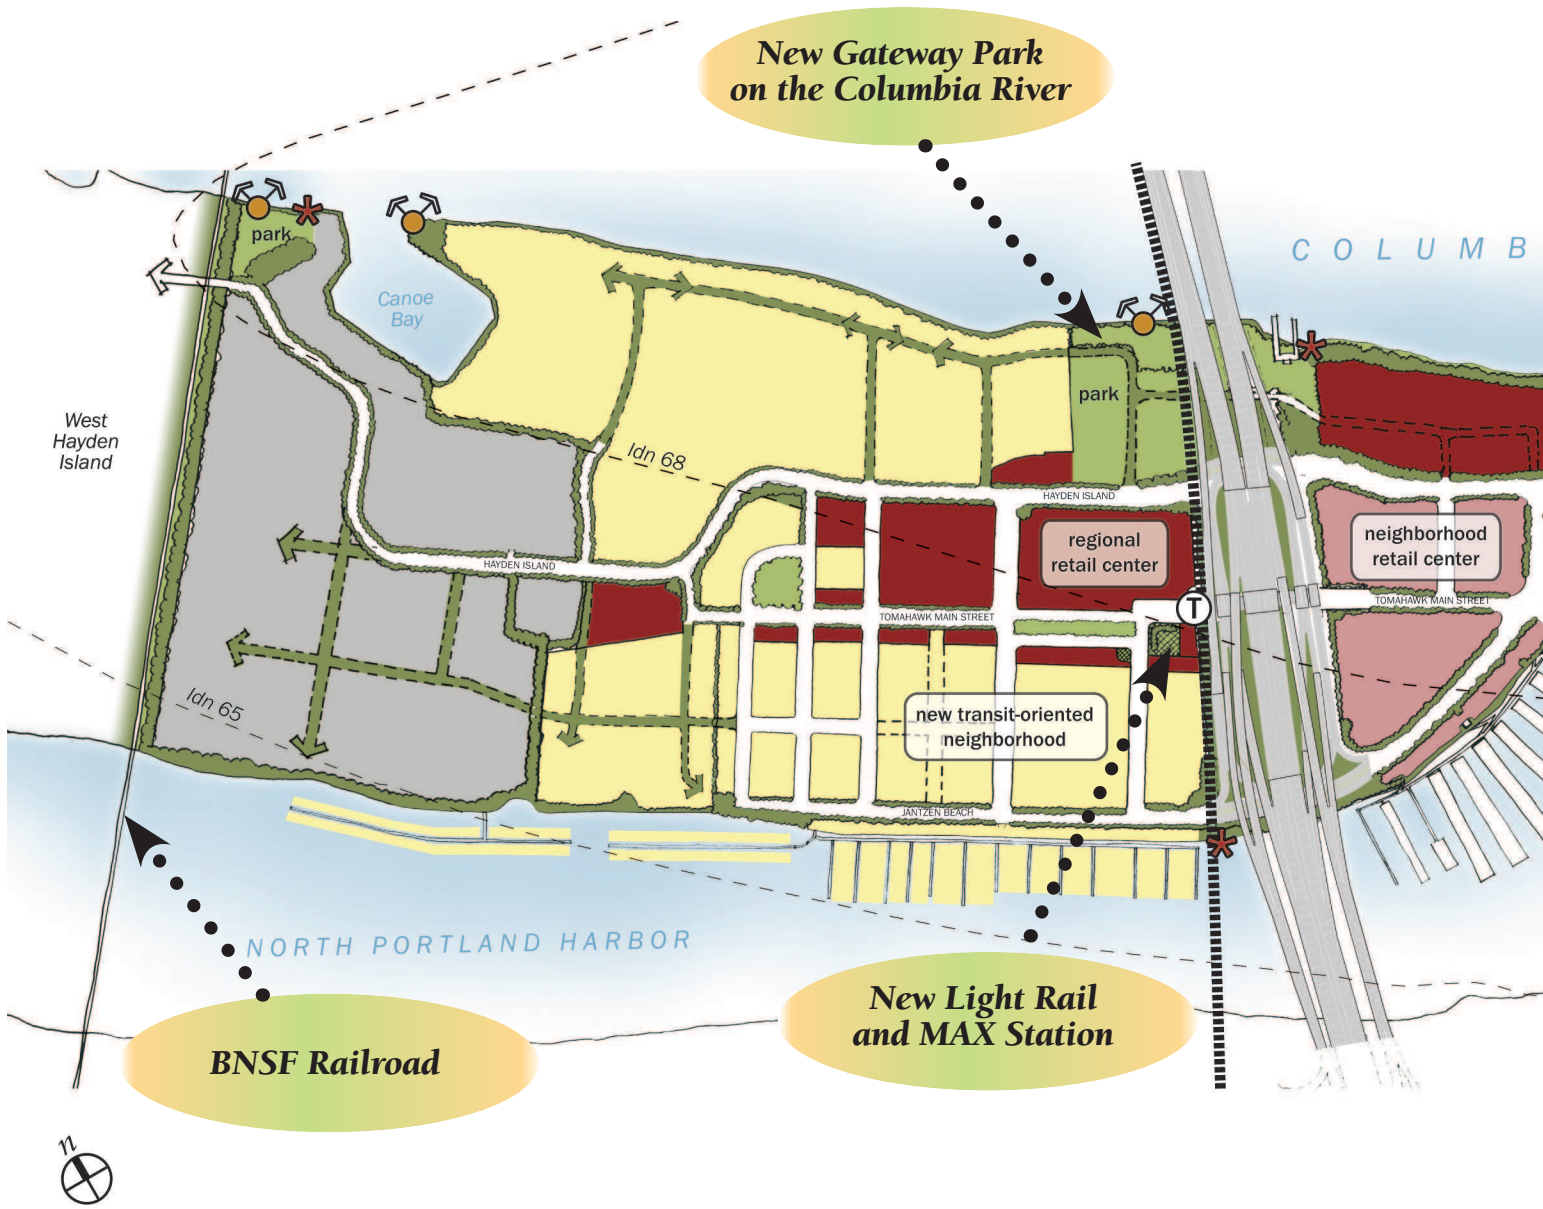 New Gateway Park
on the Columbia River
COLUMB
park
Canoe
Bay
park
West
Hayden
Island
ldn 68
HAYDEN ISLAND
regional
retail center
neighborhood
retail center
HAYDEN ISLAND
TOMAHAWK MAIN STREET
T
TOMAHAWK MAIN STREET
ldn 65
new transit-oriented
neighborhood
JANTZEN BEACH
NORTH PORTLAND HARBOR
New Light Rail
and MAX Station
BNSF Railroad
n